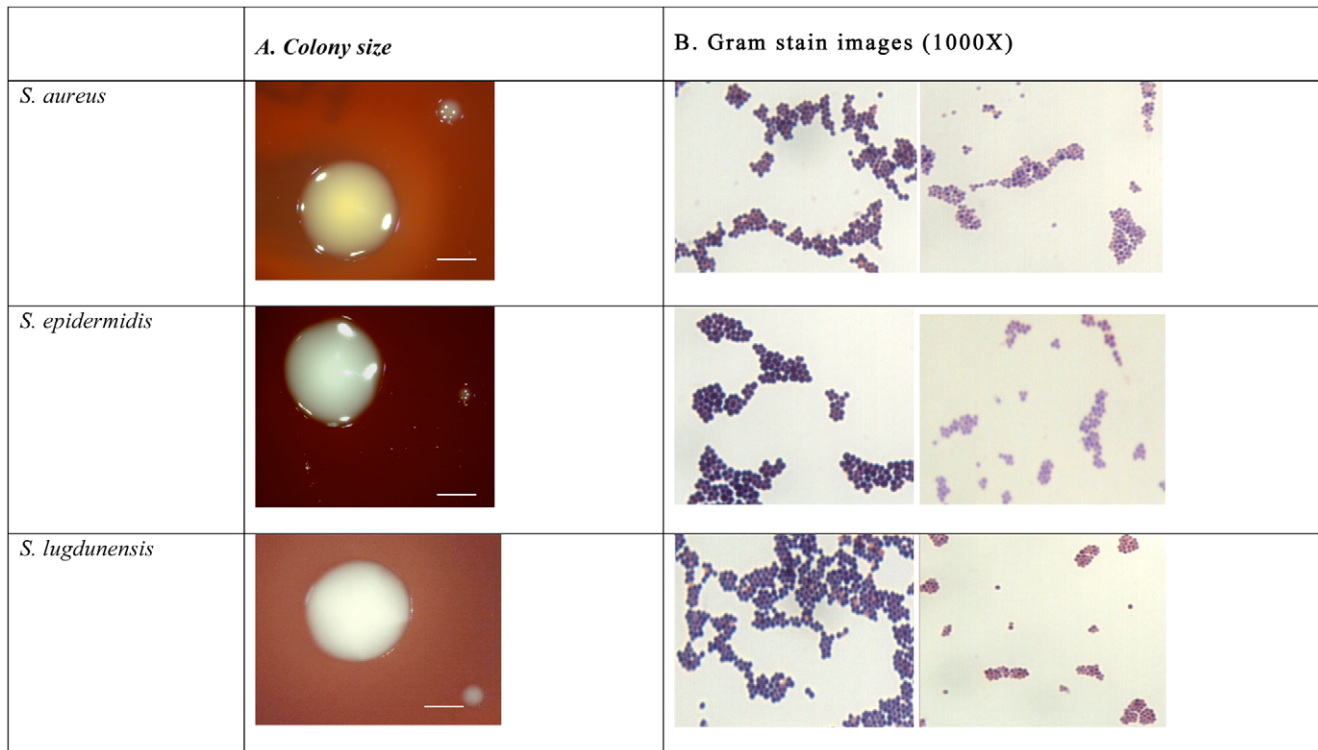 A. Colony size
B. Gram stain images (1000X)
S. aureus
S. epidermidis
S. lugdunensis